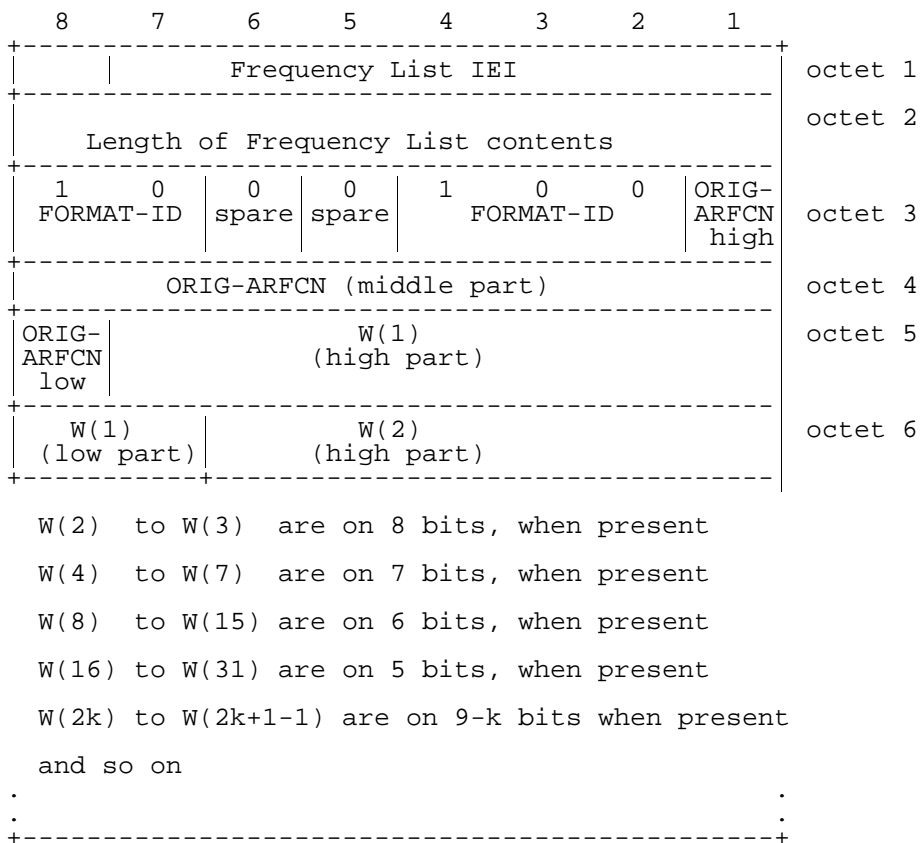 8 7 6 5 4 3 2 1
+-----------------------------------------------+
| | Frequency List IEI | octet 1
+-----------------------------------------------
| | octet 2
| Length of Frequency List contents |
+-----------------------------------------------
| 1 0 | 0 | 0 | 1 0 0 |ORIG-|
| FORMAT-ID |spare|spare| FORMAT-ID |ARFCN| octet 3
| | | | | high|
+-----------------------------------------------
| ORIG-ARFCN (middle part) | octet 4
+-----------------------------------------------
|ORIG-| W(1) | octet 5
|ARFCN| (high part) |
| low | |
+-----------------------------------------------
| W(1) | W(2) | octet 6
| (low part)| (high part) |
+-----------+-----------------------------------
W(2) to W(3) are on 8 bits, when present
W(4) to W(7) are on 7 bits, when present
W(8) to W(15) are on 6 bits, when present
W(16) to W(31) are on 5 bits, when present
W(2k) to W(2k+1-1) are on 9-k bits when present
and so on
. .
. .
+-----------------------------------------------+